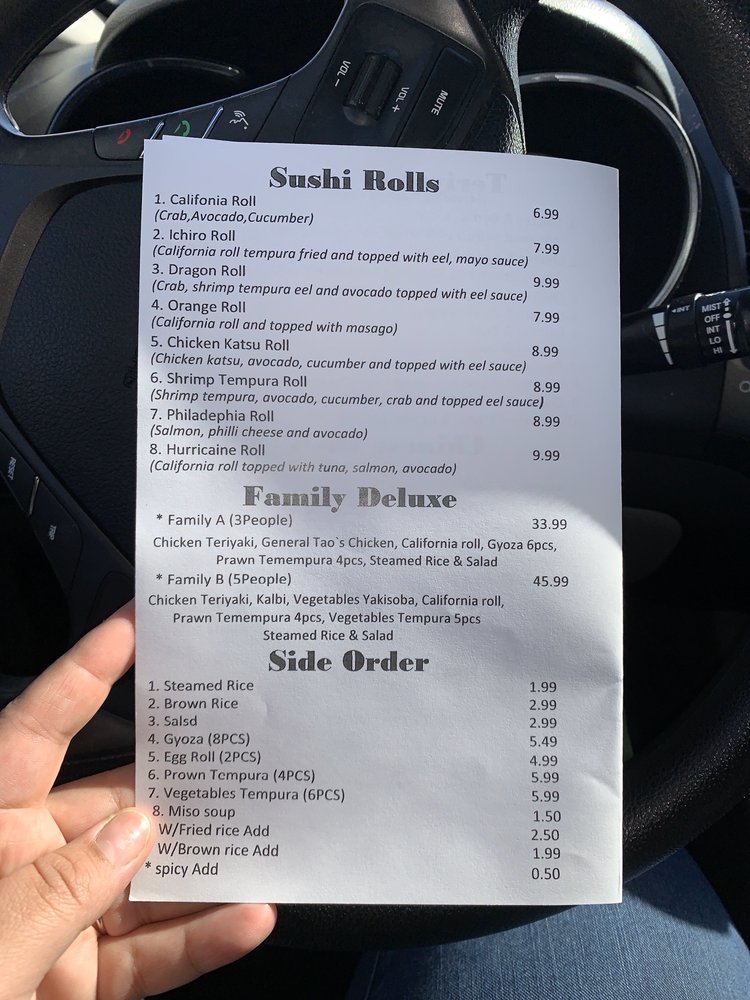 VOL -
VOL +
MUTE
INT
MIST
OFF
INT
LO
HI
RESET
TRIP
Sushi Rolls
1. Califonia Roll
(Crab,Avocado,Cucumber) 6.99
2. Ichiro Roll 7.99
(California roll tempura fried and topped with eel, mayo sauce)
3. Dragon Roll 9.99
(Crab, shrimp tempura eel and avocado topped with eel sauce)
4. Orange Roll 7.99
(California roll and topped with masago)
5. Chicken Katsu Roll 8.99
(Chicken katsu, avocado, cucumber and topped with eel sauce)
6. Shrimp Tempura Roll 8.99
(Shrimp tempura, avocado, cucumber, crab and topped eel sauce)
7. Philadephia Roll 8.99
(Salmon, philli cheese and avocado)
8. Hurricaine Roll 9.99
(California roll topped with tuna, salmon, avocado)
Family Deluxe
* Family A (3People) 33.99
Chicken Teriyaki, General Tao`s Chicken, California roll, Gyoza 6pcs,
Prawn Temempura 4pcs, Steamed Rice & Salad
* Family B (5People) 45.99
Chicken Teriyaki, Kalbi, Vegetables Yakisoba, California roll,
Prawn Temempura 4pcs, Vegetables Tempura 5pcs
Steamed Rice & Salad
Side Order
1. Steamed Rice 1.99
2. Brown Rice 2.99
3. Salsd 2.99
4. Gyoza (8PCS) 5.49
5. Egg Roll (2PCS) 4.99
6. Prown Tempura (4PCS) 5.99
7. Vegetables Tempura (6PCS) 5.99
8. Miso soup 1.50
W/Fried rice Add 2.50
W/Brown rice Add 1.99
* spicy Add 0.50